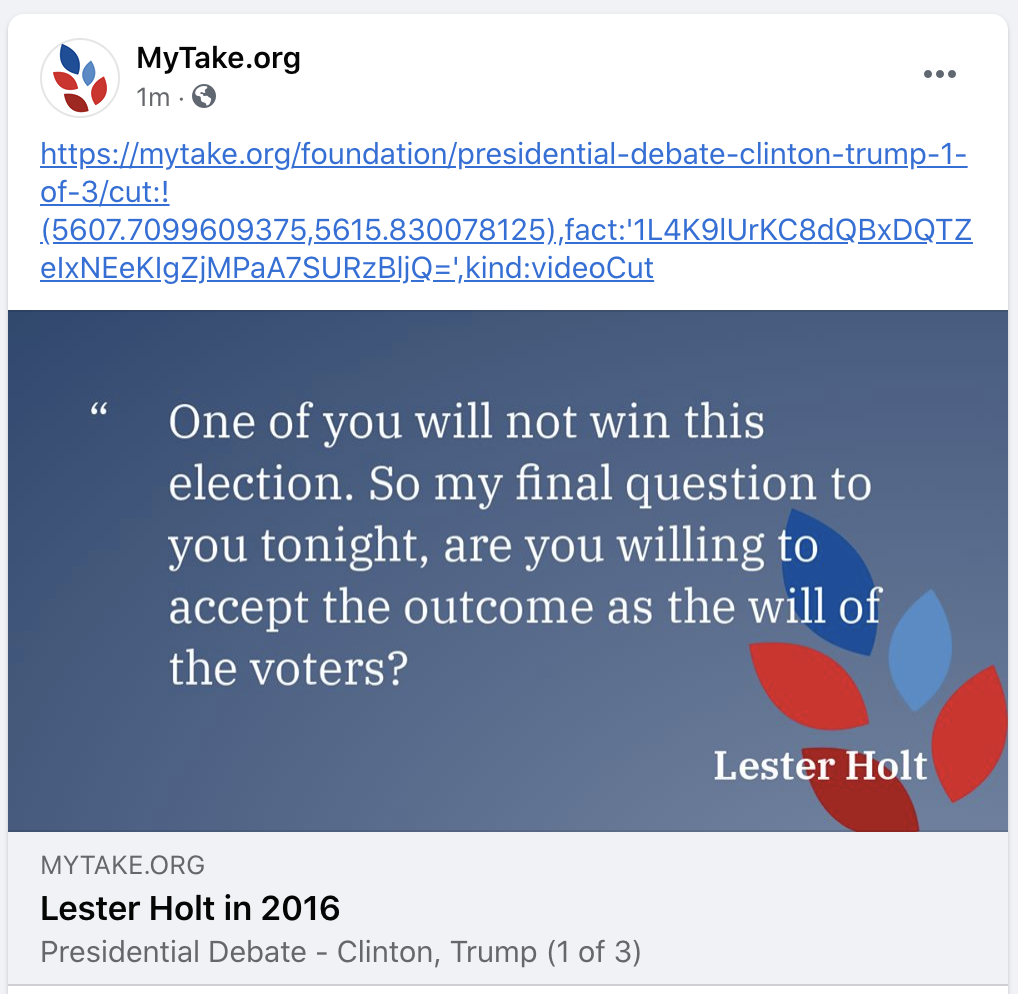 MyTake.org
1m ·
https://mytake.org/foundation/presidential-debate-clinton-trump-1-
of-3/cut:!
(5607.7099609375,5615.830078125),fact:'1L4K9lUrKC8dQBxDQTZ
eIxNEeKIgZjMPaA7SURzBljQ=',kind:videoCut
“ One of you will not win this
election. So my final question to
you tonight, are you willing to
accept the outcome as the will of
the voters?
Lester Holt
MYTAKE.ORG
Lester Holt in 2016
Presidential Debate - Clinton, Trump (1 of 3)